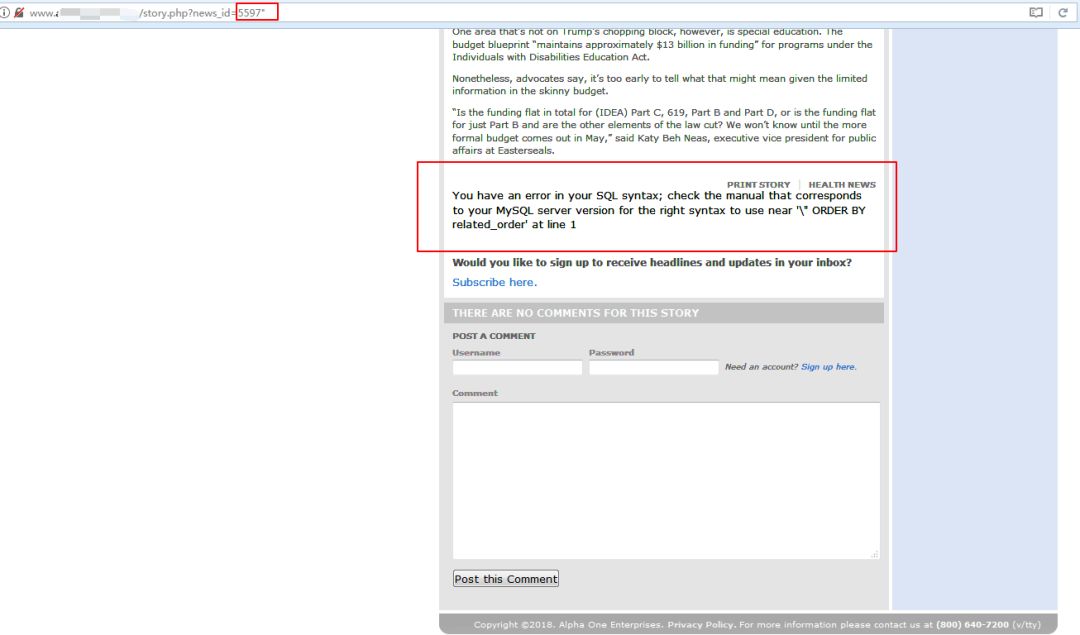 www.
/story.php?news_id=5597"
One area that's not on Trump's chopping block, however, is special education. The
budget blueprint “maintains approximately $13 billion in funding” for programs under the
Individuals with Disabilities Education Act.
Nonetheless, advocates say, it's too early to tell what that might mean given the limited
information in the skinny budget.
“Is the funding flat in total for (IDEA) Part C, 619, Part B and Part D, or is the funding flat
for just Part B and are the other elements of the law cut? We won't know until the more
formal budget comes out in May,” said Katy Beh Neas, executive vice president for public
affairs at Easterseals.
PRINT STORY | HEALTH NEWS
You have an error in your SQL syntax; check the manual that corresponds
to your MySQL server version for the right syntax to use near '\" ORDER BY
related_order' at line 1
Would you like to sign up to receive headlines and updates in your inbox?
Subscribe here.
THERE ARE NO COMMENTS FOR THIS STORY
POST A COMMENT
Username Password
Need an account? Sign up here.
Comment
Post this Comment
Copyright ©2018. Alpha One Enterprises. Privacy Policy. For more information please contact us at (800) 640-7200 (v/tty)